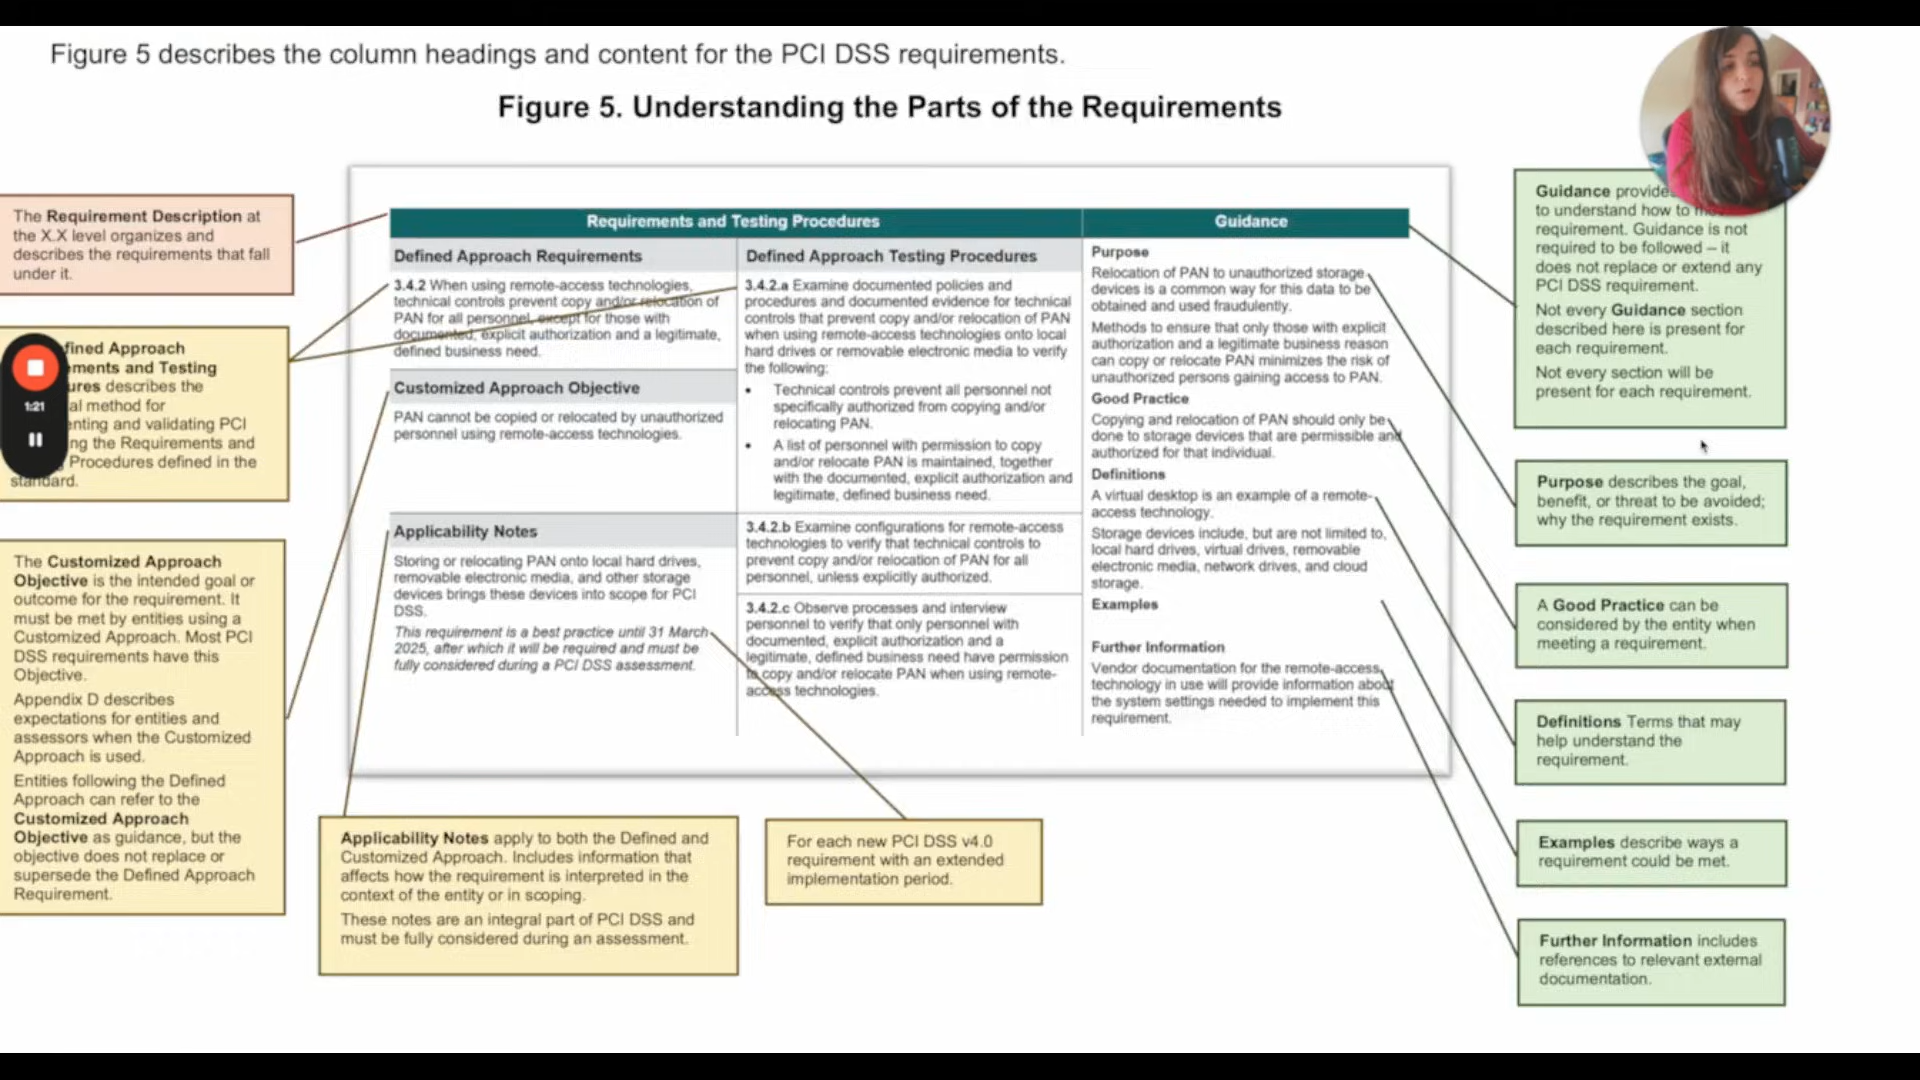 Figure 5 describes the column headings and content for the PCI DSS requirements.
Figure 5. Understanding the Parts of the Requirements
The Requirement Description at
the X.X level organizes and
describes the requirements that fall
under it.
fined Approach
ements and Testing
ures describes the
al method for
enting and validating PCI
ng the Requirements and
Procedures defined in the
standard.
1:21
The Customized Approach
Objective is the intended goal or
outcome for the requirement. It
must be met by entities using a
Customized Approach. Most PCI
DSS requirements have this
Objective.
Appendix D describes
expectations for entities and
assessors when the Customized
Approach is used.
Entities following the Defined
Approach can refer to the
Customized Approach
Objective as guidance, but the
objective does not replace or
supersede the Defined Approach
Requirement.
Requirements and Testing Procedures
Guidance
Defined Approach Requirements
3.4.2 When using remote-access technologies,
technical controls prevent copy and/or relocation of
PAN for all personnel, except for those with
documented, explicit authorization and a legitimate,
defined business need.
Customized Approach Objective
PAN cannot be copied or relocated by unauthorized
personnel using remote-access technologies.
Applicability Notes
Storing or relocating PAN onto local hard drives,
removable electronic media, and other storage
devices brings these devices into scope for PCI
DSS.
This requirement is a best practice until 31 March
2025, after which it will be required and must be
fully considered during a PCI DSS assessment.
Defined Approach Testing Procedures
3.4.2.a Examine documented policies and
procedures and documented evidence for technical
controls that prevent copy and/or relocation of PAN
when using remote-access technologies onto local
hard drives or removable electronic media to verify
the following:
• Technical controls prevent all personnel not
specifically authorized from copying and/or
relocating PAN.
• A list of personnel with permission to copy
and/or relocate PAN is maintained, together
with the documented, explicit authorization and
legitimate, defined business need.
3.4.2.b Examine configurations for remote-access
technologies to verify that technical controls to
prevent copy and/or relocation of PAN for all
personnel, unless explicitly authorized.
3.4.2.c Observe processes and interview
personnel to verify that only personnel with
documented, explicit authorization and a
legitimate, defined business need have permission
to copy and/or relocate PAN when using remote-
access technologies.
Purpose
Relocation of PAN to unauthorized storage
devices is a common way for this data to be
obtained and used fraudulently.
Methods to ensure that only those with explicit
authorization and a legitimate business reason
can copy or relocate PAN minimizes the risk of
unauthorized persons gaining access to PAN.
Good Practice
Copying and relocation of PAN should only be
done to storage devices that are permissible and
authorized for that individual.
Definitions
A virtual desktop is an example of a remote-
access technology.
Storage devices include, but are not limited to,
local hard drives, virtual drives, removable
electronic media, network drives, and cloud
storage.
Examples
Further Information
Vendor documentation for the remote-access
technology in use will provide information about
the system settings needed to implement this
requirement.
Applicability Notes apply to both the Defined and
Customized Approach. Includes information that
affects how the requirement is interpreted in the
context of the entity or in scoping.
These notes are an integral part of PCI DSS and
must be fully considered during an assessment.
For each new PCI DSS v4.0
requirement with an extended
implementation period.
Guidance provide
to understand how to
requirement. Guidance is not
required to be followed – it
does not replace or extend any
PCI DSS requirement.
Not every Guidance section
described here is present for
each requirement.
Not every section will be
present for each requirement.
Purpose describes the goal,
benefit, or threat to be avoided;
why the requirement exists.
A Good Practice can be
considered by the entity when
meeting a requirement.
Definitions Terms that may
help understand the
requirement.
Examples describe ways a
requirement could be met.
Further Information includes
references to relevant external
documentation.